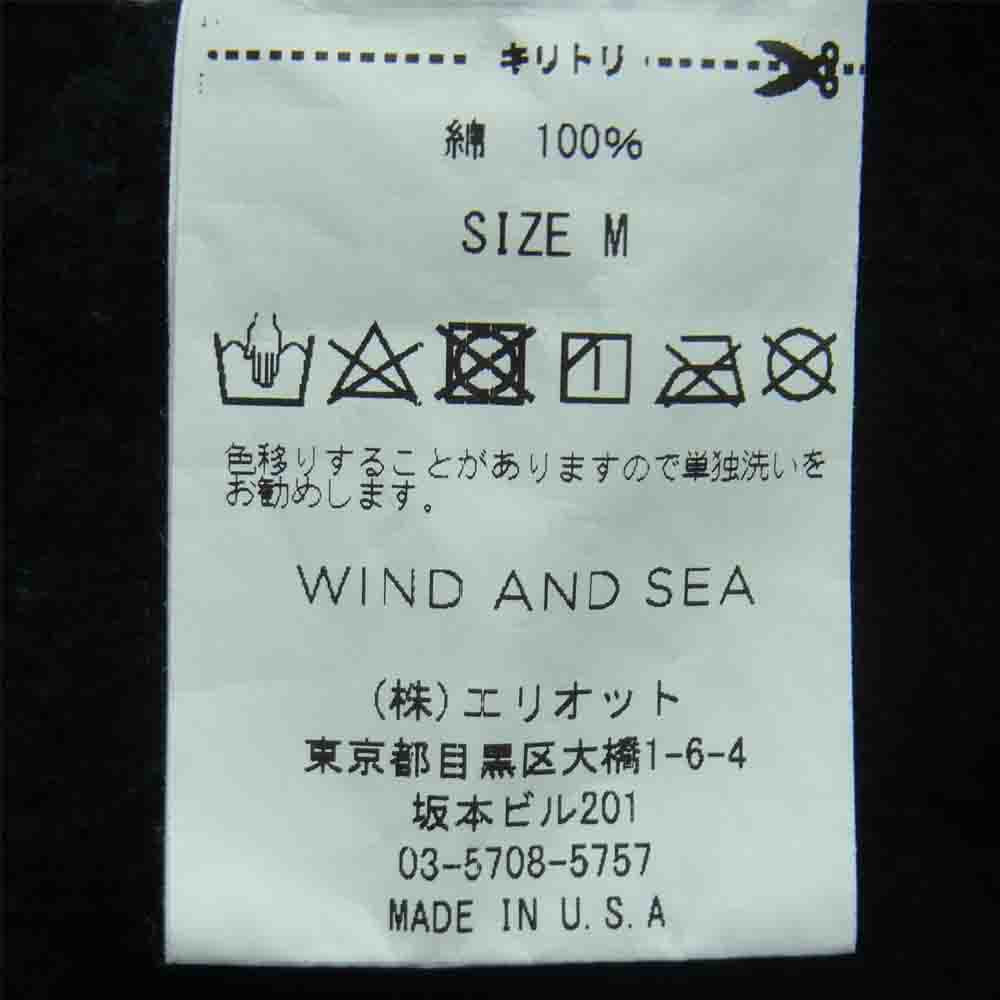 キリトリ
綿 100%
SIZE M
色移りすることがありますので単独洗いを
お勧めします。
WIND AND SEA
(株)エリオット
東京都目黒区大橋1-6-4
坂本ビル201
03-5708-5757
MADE IN U.S.A